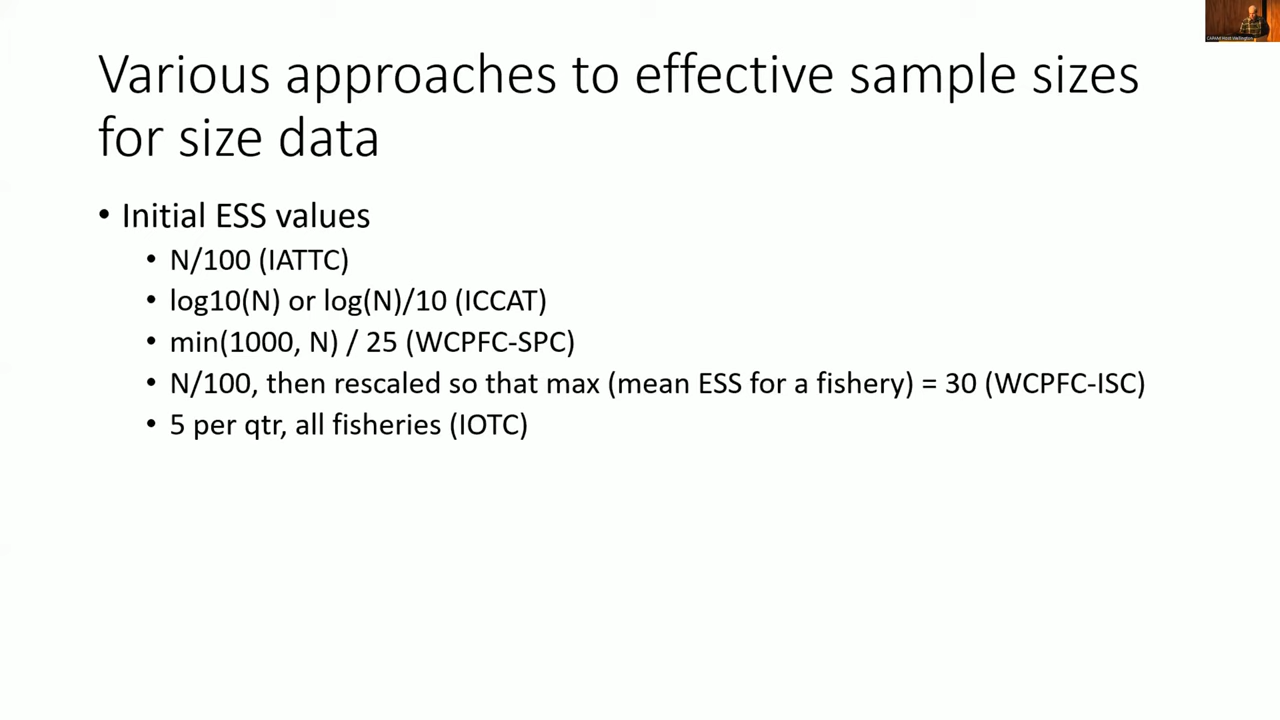 Various approaches to effective sample sizes
for size data
• Initial ESS values
• N/100 (IATTC)
• log10(N) or log(N)/10 (ICCAT)
• min(1000, N) / 25 (WCPFC-SPC)
• N/100, then rescaled so that max (mean ESS for a fishery) = 30 (WCPFC-ISC)
• 5 per qtr, all fisheries (IOTC)